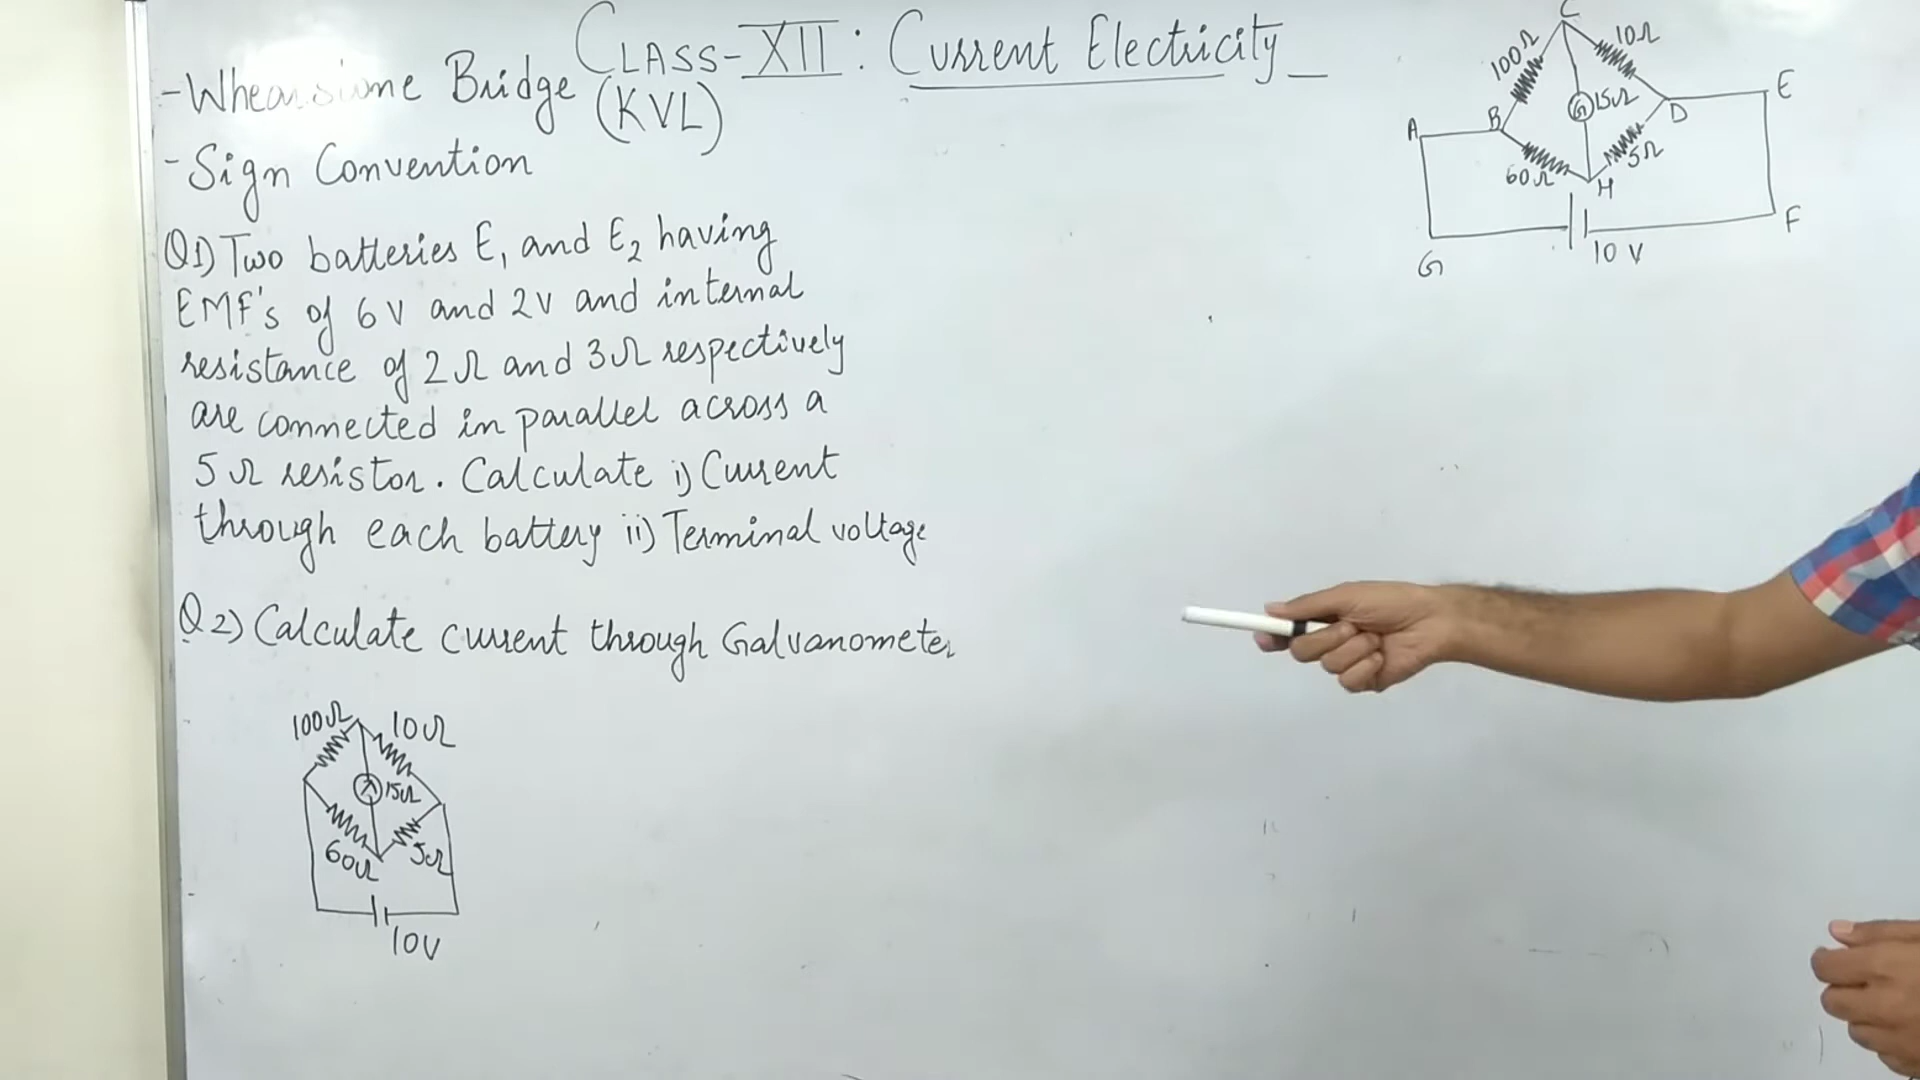 CLASS-XII: Current Electricity
- Bridge
(KVL)
- Sign Convention
Q1) Two batteries E1 and E2 having
EMF's of 6V and 2V and internal
resistance of 2Ω and 3Ω respectively
are connected in parallel across a
5Ω resistor. Calculate i) Current
through each battery ii) Terminal voltage
Q2) Calculate current through Galvanometer
100Ω 10Ω
15Ω
60Ω 5Ω
10V
C
100Ω 10Ω
A B G 15Ω D E
60Ω H 5Ω
G 10V F